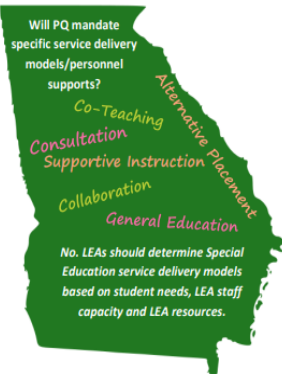 Will PQ mandate
specific service delivery
models/personnel
supports?
Co-Teaching
Alternative Placement
Consultation
Supportive Instruction
Collaboration
General Education
No. LEAs should determine Special
Education service delivery models
based on student needs, LEA staff
capacity and LEA resources.